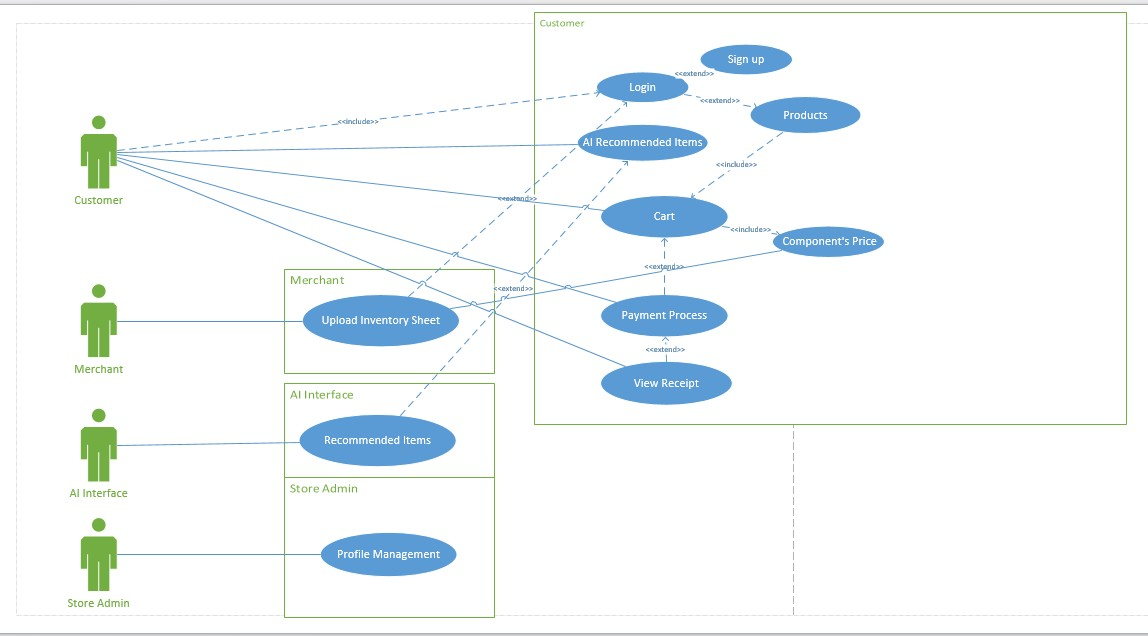 Customer
Sign up
<<extend>>
Login
<<extend>>
Products
<<include>>
AI Recommended Items
<<include>>
Customer
<<extend>>
Cart
<<include>>
Component's Price
<<extend>>
Merchant
<<extend>>
Upload Inventory Sheet
Payment Process
<<extend>>
Merchant
View Receipt
AI Interface
Recommended Items
AI Interface
Store Admin
Profile Management
Store Admin